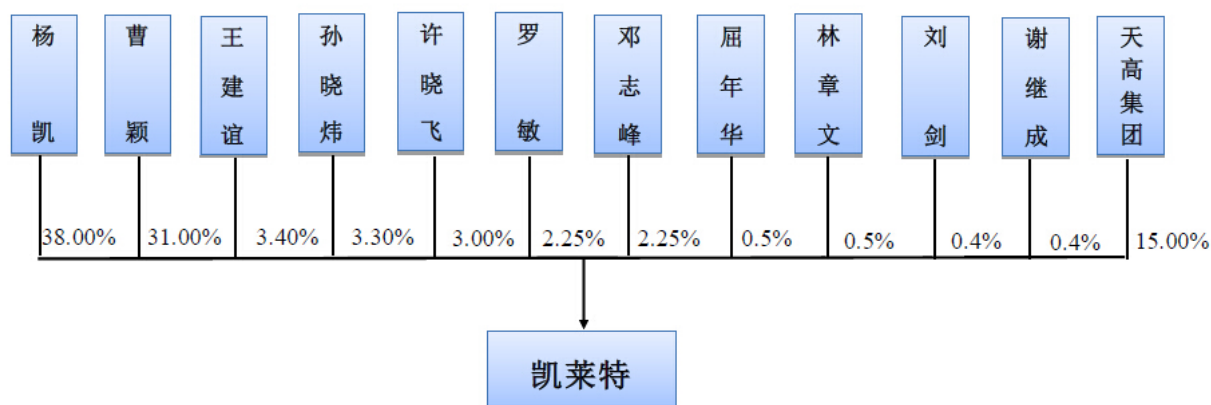 杨凯
曹颖
王建谊
孙晓炜
许晓飞
罗敏
邓志峰
屈年华
林章文
刘剑
谢继成
天高集团
38.00%
31.00%
3.40%
3.30%
3.00%
2.25%
2.25%
0.5%
0.5%
0.4%
0.4%
15.00%
凯莱特